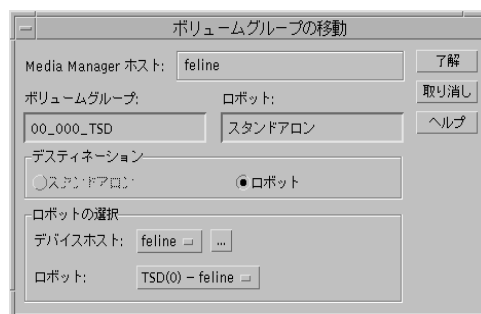 ボリュームグループの移動
Media Manager ホスト: feline
了解
取り消し
ヘルプ
ボリュームグループ: ロボット:
00_000_TSD スタンドアロン
デスティネーション
スタンドアロン ロボット
ロボットの選択
デバイスホスト: feline ...
ロボット: TSD(0) − feline